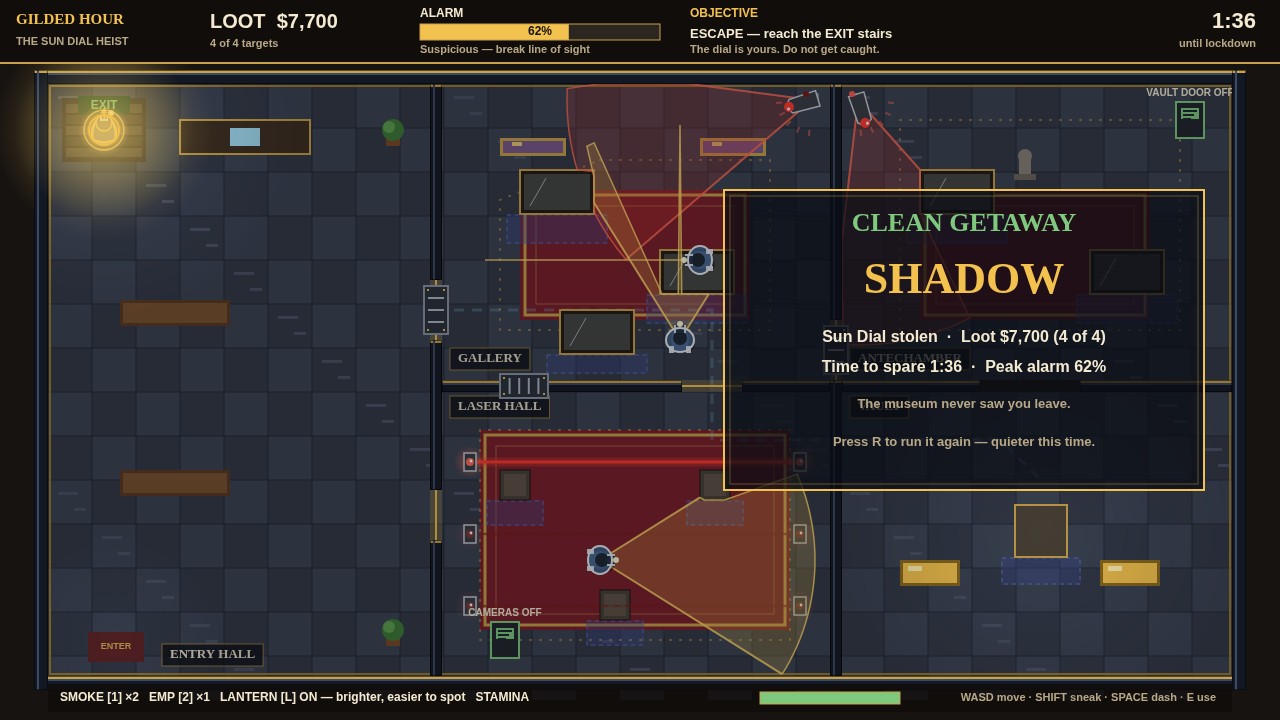 GILDED HOUR
THE SUN DIAL HEIST
LOOT $7,700
4 of 4 targets
ALARM
62%
Suspicious — break line of sight
OBJECTIVE
ESCAPE — reach the EXIT stairs
The dial is yours. Do not get caught.
1:36
until lockdown
EXIT
VAULT DOOR OFF
CLEAN GETAWAY
SHADOW
Sun Dial stolen · Loot $7,700 (4 of 4)
Time to spare 1:36 · Peak alarm 62%
The museum never saw you leave.
Press R to run it again — quieter this time.
GALLERY
ANTECHAMBER
LASER HALL
CAMERAS OFF
ENTER
ENTRY HALL
SMOKE [1] ×2 EMP [2] ×1 LANTERN [L] ON — brighter, easier to spot STAMINA
WASD move · SHIFT sneak · SPACE dash · E use